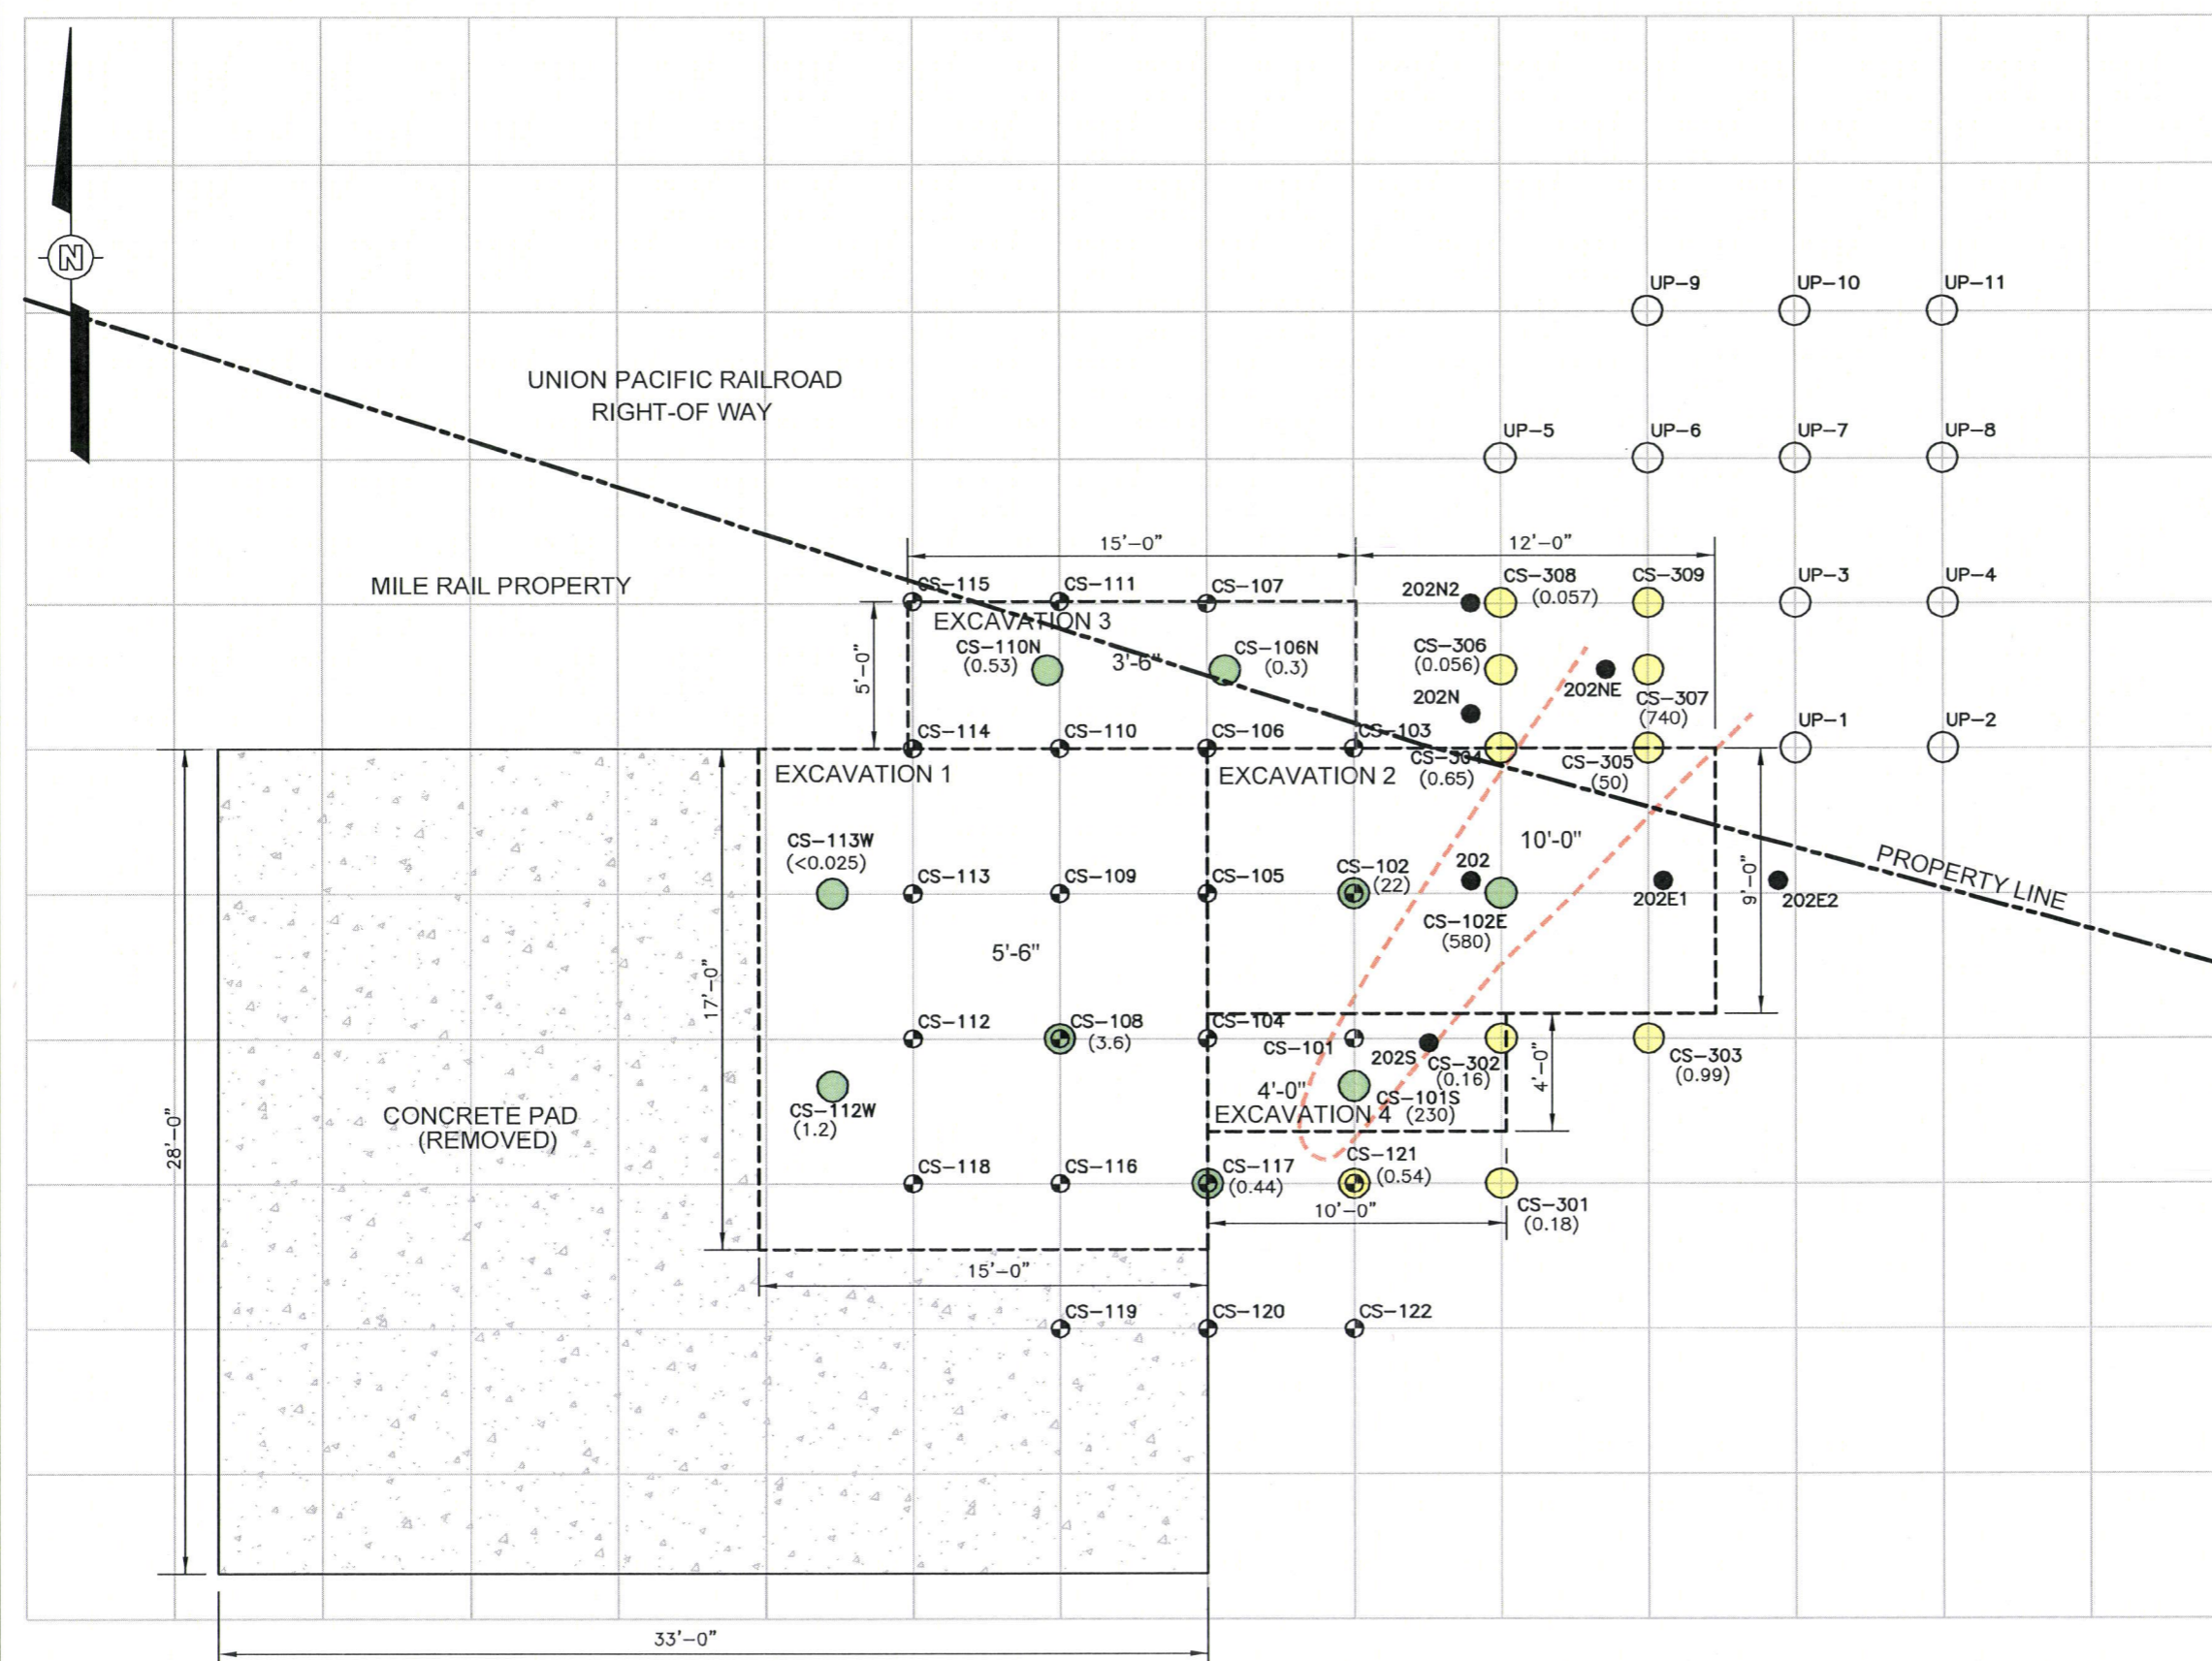 N
UP-9
UP-10
UP-11
UNION PACIFIC RAILROAD
RIGHT-OF WAY
UP-5
UP-6
UP-7
UP-8
15'-0"
12'-0"
MILE RAIL PROPERTY
CS-115
CS-111
CS-107
202N2
CS-308
(0.057)
CS-309
UP-3
UP-4
EXCAVATION 3
5'-0"
CS-110N
(0.53)
3'-6"
CS-106N
(0.3)
CS-306
(0.056)
202N
202NE
CS-307
(740)
CS-114
CS-110
CS-106
CS-103
UP-1
UP-2
EXCAVATION 1
EXCAVATION 2
CS-304
(0.65)
CS-305
(50)
CS-113W
(<0.025)
10'-0"
PROPERTY LINE
CS-113
CS-109
CS-105
CS-102
(22)
202
CS-102E
(580)
202E1
9'-0"
202E2
5'-6"
17'-0"
CS-112
CS-108
(3.6)
CS-104
CS-101
202S
CS-302
(0.16)
4'-0"
CS-303
(0.99)
CS-112W
(1.2)
4'-0"
CS-101S
(230)
EXCAVATION 4
CONCRETE PAD
(REMOVED)
28'-0"
CS-118
CS-116
CS-117
(0.44)
CS-121
(0.54)
10'-0"
CS-301
(0.18)
15'-0"
CS-119
CS-120
CS-122
33'-0"